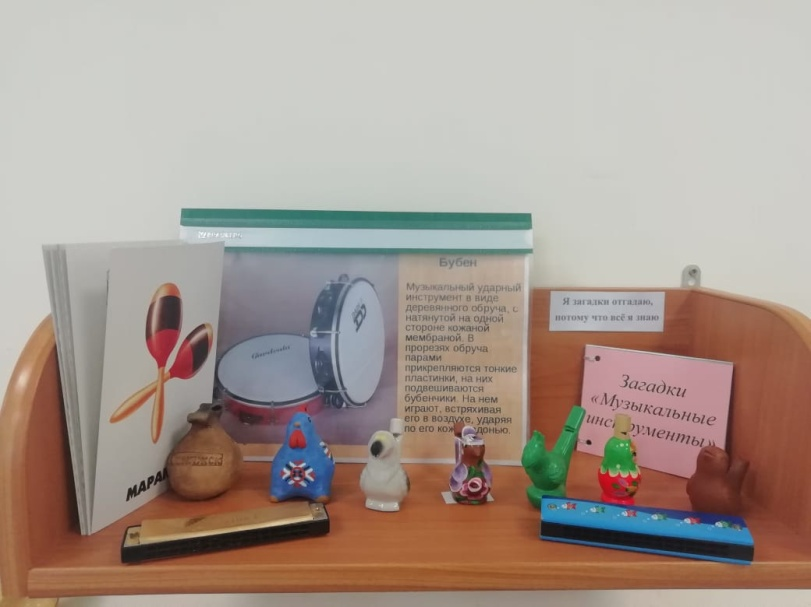 Бубен
Музыкальный ударный
инструмент в виде
деревянного обруча, с
натянутой на одной
стороне кожаной
мембраной. В
прорезях обруча
парами
прикрепляются тонкие
пластинки, на них
подвешиваются
бубенчики. На нем
играют, встряхивая
его в воздухе, ударяя
по его
Я загадки отгадаю,
потому что всё я знаю
Загадки
«Музыкальные
инструменты»